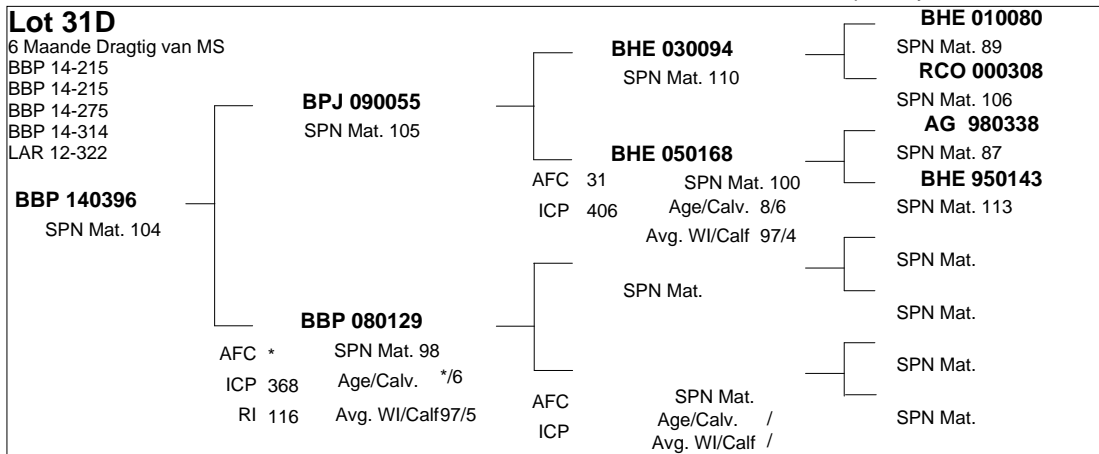 Lot 31D
6 Maande Dragtig van MS
BBP 14-215
BBP 14-215
BBP 14-275
BBP 14-314
LAR 12-322
BBP 140396
SPN Mat. 104
BPJ 090055
SPN Mat. 105
BBP 080129
AFC * SPN Mat. 98
ICP 368 Age/Calv. */6
RI 116 Avg. WI/Calf 97/5
BHE 030094
SPN Mat. 110
BHE 050168
AFC 31 SPN Mat. 100
ICP 406 Age/Calv. 8/6
Avg. WI/Calf 97/4
SPN Mat.
AFC SPN Mat.
ICP Age/Calv. /
Avg. WI/Calf /
BHE 010080
SPN Mat. 89
RCO 000308
SPN Mat. 106
AG 980338
SPN Mat. 87
BHE 950143
SPN Mat. 113
SPN Mat.
SPN Mat.
SPN Mat.
SPN Mat.